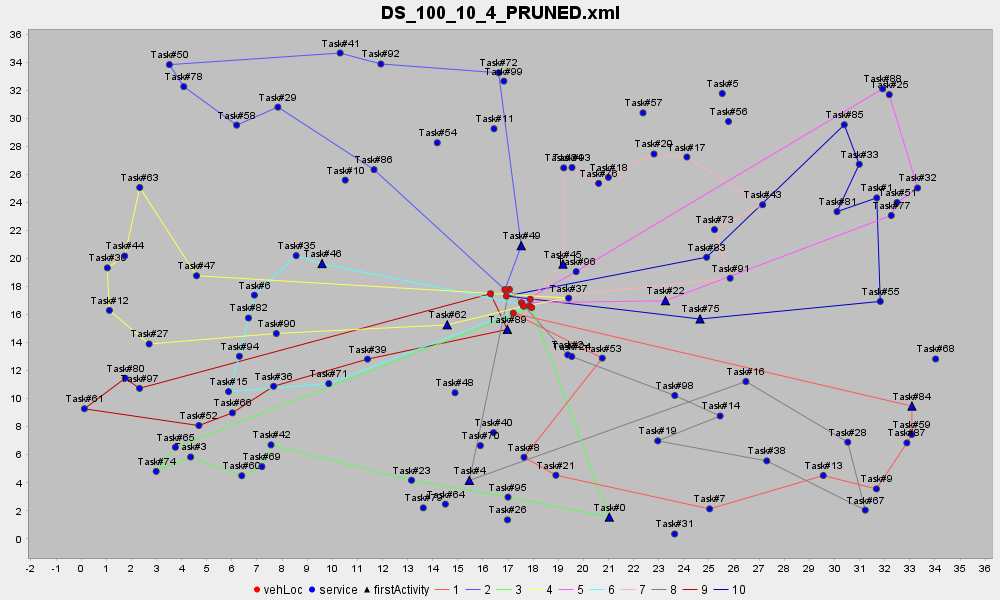 DS_100_10_4_PRUNED.xml
36
34
32
30
28
26
24
22
20
18
16
14
12
10
8
6
4
2
0
Task#41
Task#50
Task#92
Task#72
Task#99
Task#78
Task#88
Task#25
Task#5
Task#29
Task#57
Task#58
Task#56
Task#85
Task#11
Task#54
Task#20
Task#17
Task#33
Task#86
Task#18
Task#10
Task#63
Task#32
Task#1
Task#51
Task#43
Task#81
Task#77
Task#73
Task#49
Task#44
Task#35
Task#46
Task#45
Task#83
Task#96
Task#47
Task#91
Task#6
Task#37
Task#22
Task#55
Task#12
Task#82
Task#62
Task#89
Task#75
Task#90
Task#27
Task#94
Task#53
Task#39
Task#68
Task#80
Task#97
Task#36
Task#71
Task#16
Task#15
Task#48
Task#98
Task#61
Task#66
Task#84
Task#14
Task#52
Task#40
Task#59
Task#65
Task#42
Task#70
Task#19
Task#28
Task#87
Task#3
Task#8
Task#38
Task#74
Task#60
Task#69
Task#23
Task#4
Task#21
Task#13
Task#9
Task#95
Task#64
Task#7
Task#67
Task#26
Task#0
Task#31
-2 -1 0 1 2 3 4 5 6 7 8 9 10 11 12 13 14 15 16 17 18 19 20 21 22 23 24 25 26 27 28 29 30 31 32 33 34 35 36
vehLoc service firstActivity 1 2 3 4 5 6 7 8 9 10